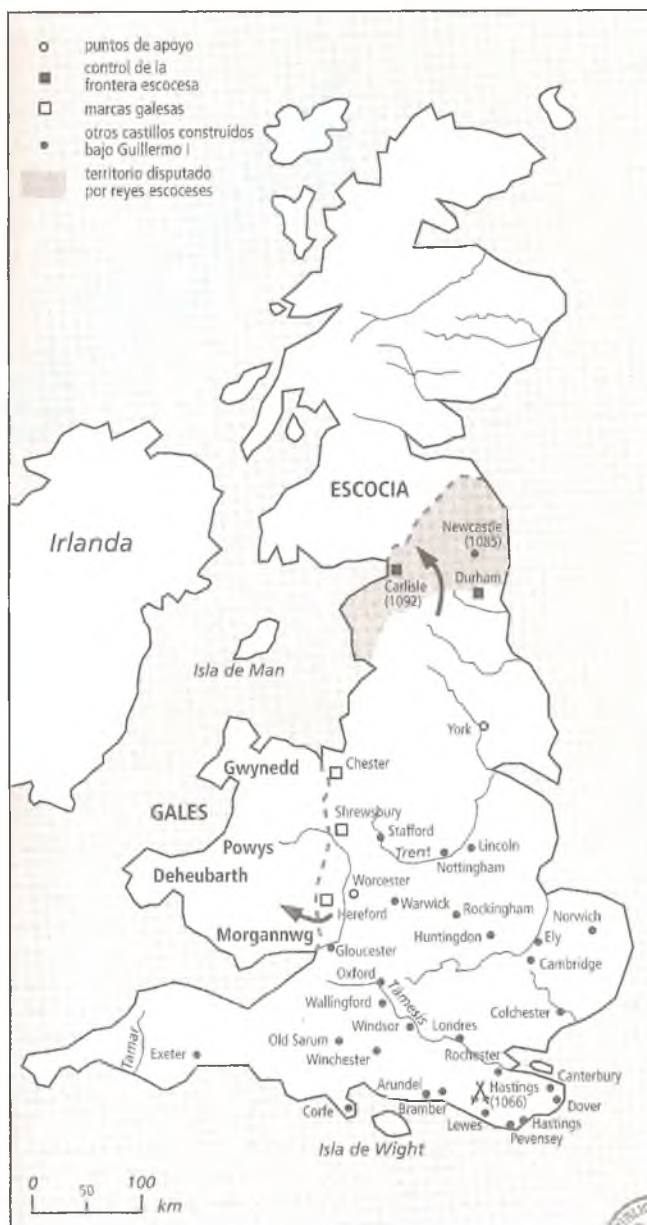 puntos de apoyo
control de la
frontera escocesa
marcas galesas
otros castillos construidos
bajo Guillermo I
territorio disputado
por reyes escoceses
ESCOCIA
Irlanda
Newcastle
(1085)
Carlisle
(1092)
Durham
Isla de Man
York
Gwynedd
Chester
GALES
Shrewsbury
Stafford
Lincoln
Powys
Trent
Nottingham
Deheubarth
Worcester
Warwick
Rockingham
Norwich
Hereford
Morgannwg
Huntingdon
Ely
Gloucester
Cambridge
Oxford
Wallingford
Támesis
Colchester
Windsor
Londres
Tamar
Old Sarum
Exeter
Winchester
Rochester
Canterbury
Arundel
Hastings
(1066)
Corfe
Bramber
Dover
Lewes
Hastings
Pevensey
Isla de Wight
0 50 100
km